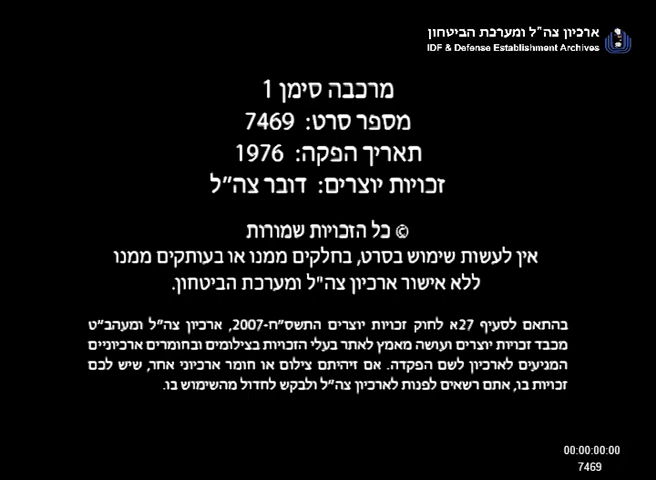 ארכיון צה"ל ומערכת הביטחון
IDF & Defense Establishment Archives
מרכבה סימן 1
מספר סרט: 7469
תאריך הפקה: 1976
זכויות יוצרים: דובר צה"ל
© כל הזכויות שמורות
אין לעשות שימוש בסרט, בחלקים ממנו או בעותקים ממנו
ללא אישור ארכיון צה"ל ומערכת הביטחון.
בהתאם לסעיף 27א לחוק זכויות יוצרים התשס"ח-2007, ארכיון צה"ל ומעהב"ט
מכבד זכויות יוצרים ועושה מאמץ לאתר בעלי הזכויות בצילומים ובחומרים ארכיוניים
המגיעים לארכיון לשם הפקדה. אם זיהיתם צילום או חומר ארכיוני אחר, שיש לכם
זכויות בו, אתם רשאים לפנות לארכיון צה"ל ולבקש לחדול מהשימוש בו.
00:00:00:00
7469